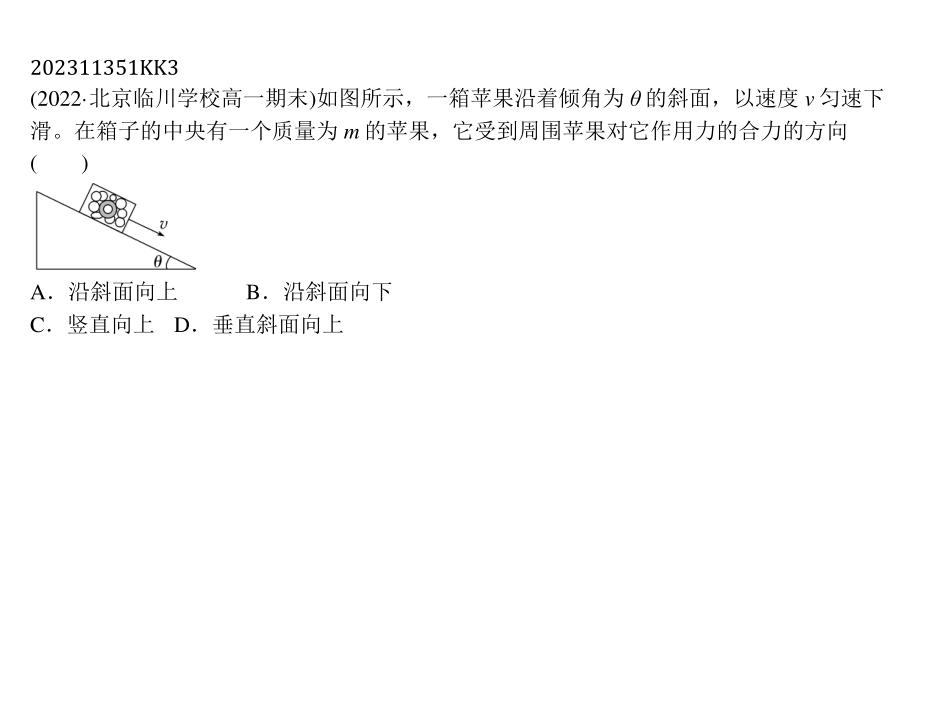 202311351KK3
(2022·北京临川学校高一期末)如图所示，一箱苹果沿着倾角为 θ 的斜面，以速度 v 匀速下
滑。在箱子的中央有一个质量为 m 的苹果，它受到周围苹果对它作用力的合力的方向
(　　)
v
θ
A．沿斜面向上　　　B．沿斜面向下
C．竖直向上　D．垂直斜面向上